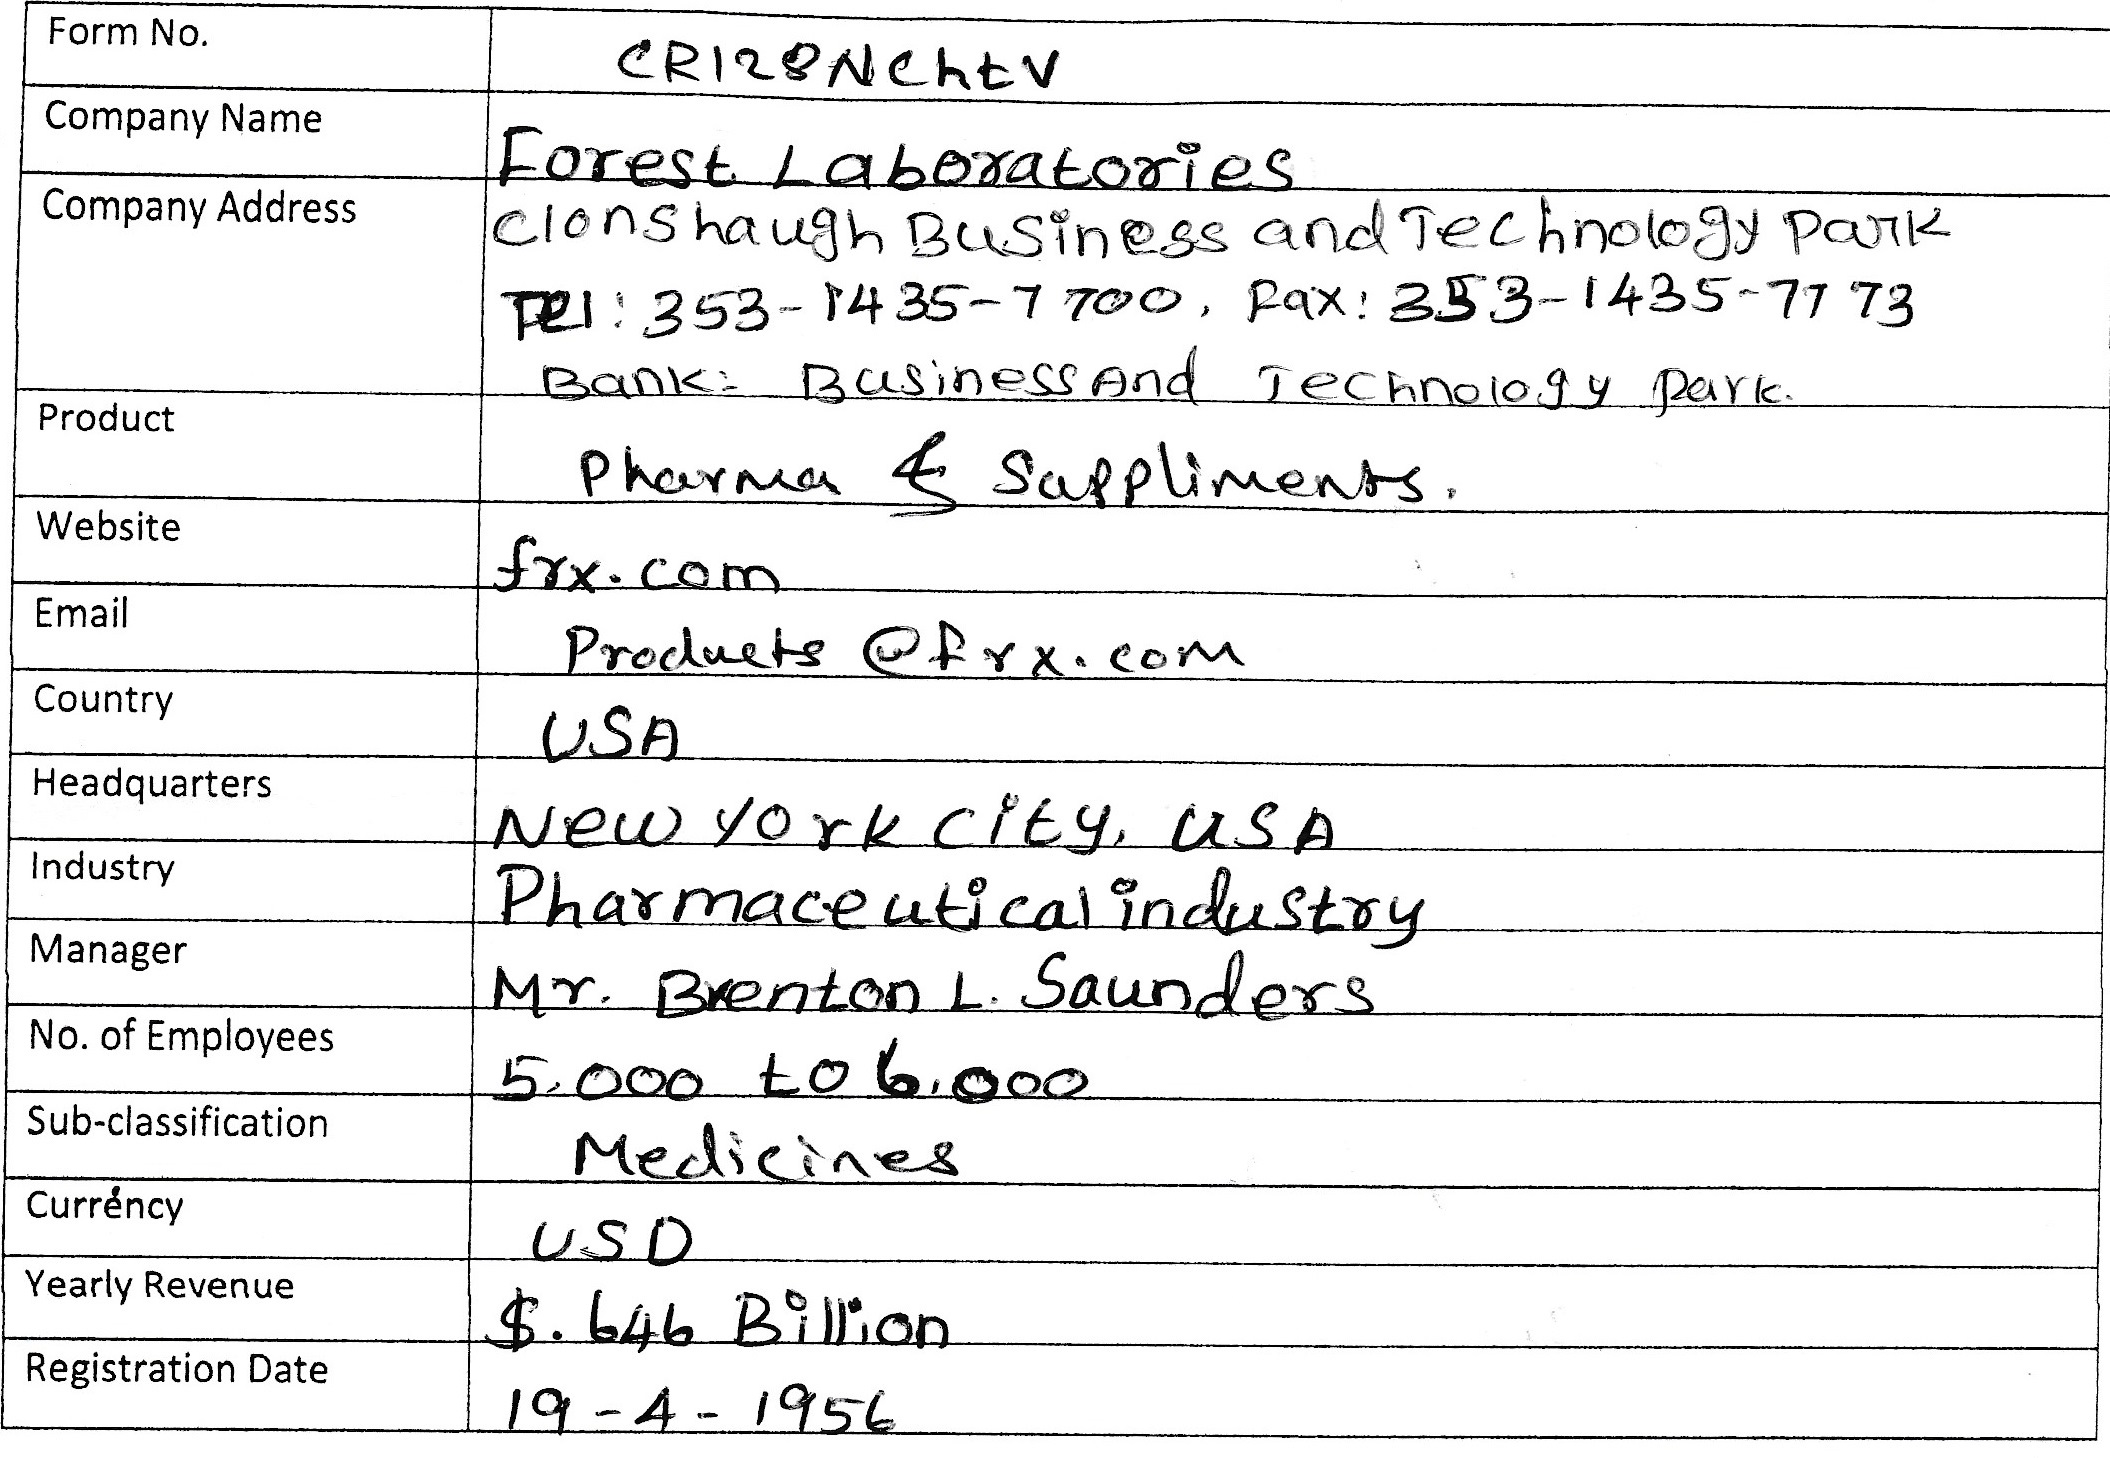 Form No. CR128NChtV
Company Name Forest Laboratories
Company Address Clonshaugh Business and Technology Park
Tel: 353-1435-7700, Fax: 353-1435-7773
Bank: Business And Technology Park.
Product Pharma & Suppliments.
Website frx.com
Email Products @frx.com
Country USA
Headquarters New York City, USA
Industry Pharmaceutical industry
Manager Mr. Brenton L. Saunders
No. of Employees 5,000 to 6,000
Sub-classification Medicines
Currency USD
Yearly Revenue $. 646 Billion
Registration Date 19-4-1956